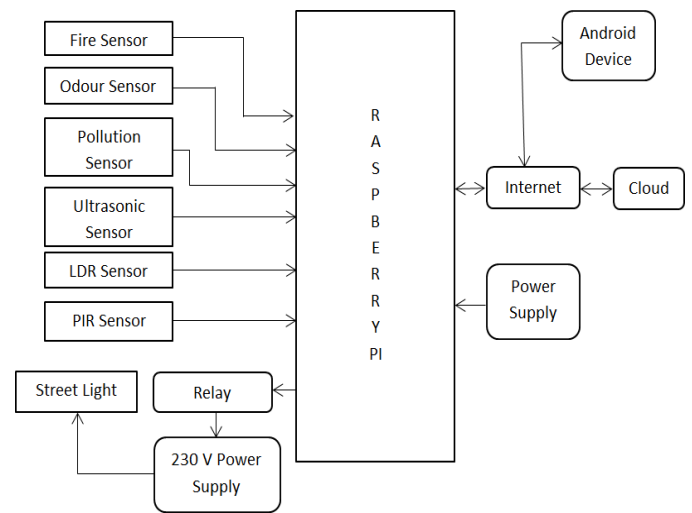 Fire Sensor
Odour Sensor
Pollution
Sensor
Ultrasonic
Sensor
LDR Sensor
PIR Sensor
R
A
S
P
B
E
R
R
Y
PI
Android
Device
Internet
Cloud
Power
Supply
Street Light
Relay
230 V Power
Supply